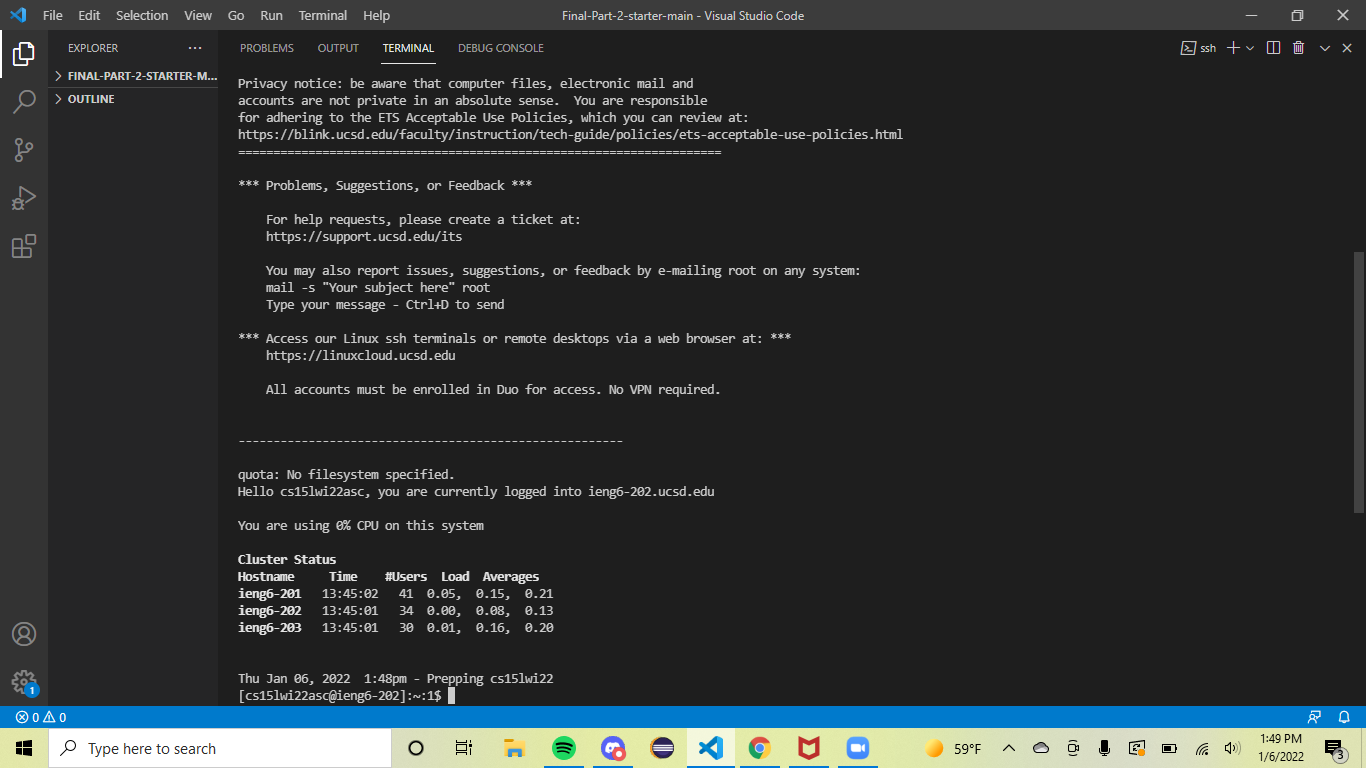 File Edit Selection View Go Run Terminal Help
Final-Part-2-starter-main - Visual Studio Code
EXPLORER ···
FINAL-PART-2-STARTER-M...
OUTLINE
PROBLEMS OUTPUT TERMINAL DEBUG CONSOLE
ssh
Privacy notice: be aware that computer files, electronic mail and
accounts are not private in an absolute sense.  You are responsible
for adhering to the ETS Acceptable Use Policies, which you can review at:
https://blink.ucsd.edu/faculty/instruction/tech-guide/policies/ets-acceptable-use-policies.html
=====================================================================
*** Problems, Suggestions, or Feedback ***
For help requests, please create a ticket at:
https://support.ucsd.edu/its
You may also report issues, suggestions, or feedback by e-mailing root on any system:
mail -s "Your subject here" root
Type your message - Ctrl+D to send
*** Access our Linux ssh terminals or remote desktops via a web browser at: ***
https://linuxcloud.ucsd.edu
All accounts must be enrolled in Duo for access. No VPN required.
-------------------------------------------------------
quota: No filesystem specified.
Hello cs15lwi22asc, you are currently logged into ieng6-202.ucsd.edu
You are using 0% CPU on this system
Cluster Status
Hostname     Time    #Users  Load  Averages
ieng6-201   13:45:02   41  0.05,  0.15,  0.21
ieng6-202   13:45:01   34  0.00,  0.08,  0.13
ieng6-203   13:45:01   30  0.01,  0.16,  0.20
Thu Jan 06, 2022  1:48pm - Prepping cs15lwi22
[cs15lwi22asc@ieng6-202]:~:1$
1
0 0
Type here to search
59°F
1:49 PM
1/6/2022
3